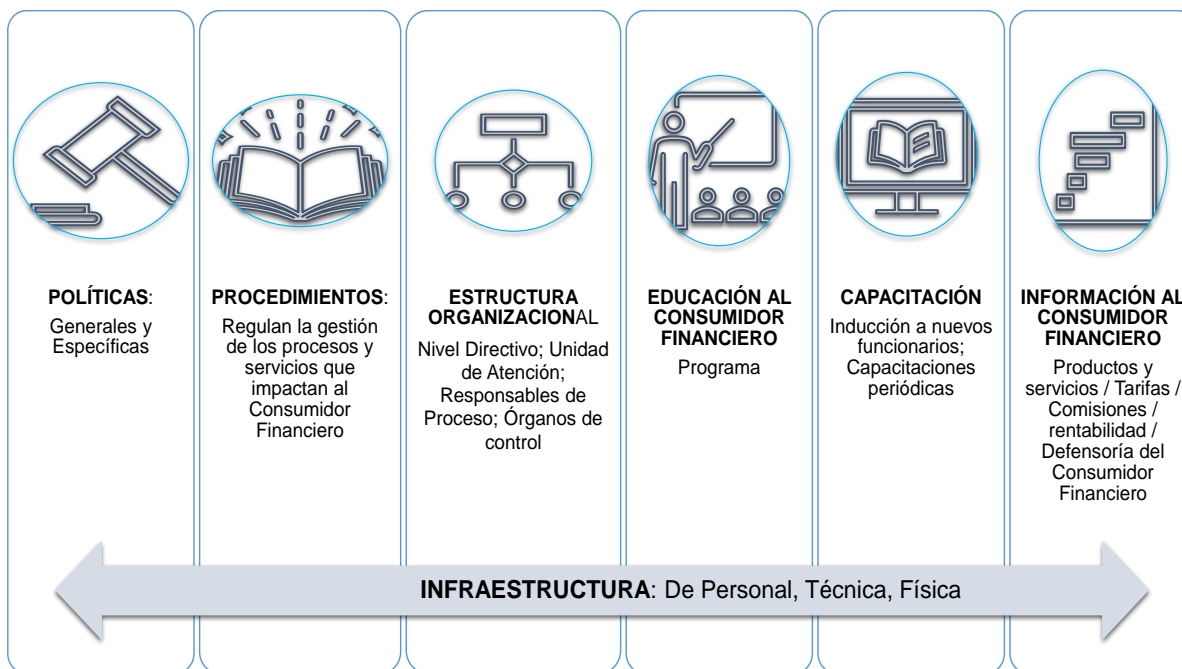 POLÍTICAS:
Generales y
Específicas
PROCEDIMIENTOS:
Regulan la gestión
de los procesos y
servicios que
impactan al
Consumidor
Financiero
ESTRUCTURA
ORGANIZACIONAL
Nivel Directivo; Unidad
de Atención;
Responsables de
Proceso; Órganos de
control
EDUCACIÓN AL
CONSUMIDOR
FINANCIERO
Programa
CAPACITACIÓN
Inducción a nuevos
funcionarios;
Capacitaciones
periódicas
INFORMACIÓN AL
CONSUMIDOR
FINANCIERO
Productos y
servicios / Tarifas /
Comisiones /
rentabilidad /
Defensoría del
Consumidor
Financiero
INFRAESTRUCTURA: De Personal, Técnica, Física